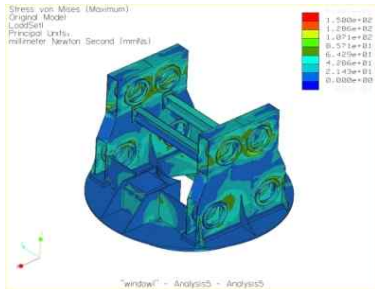 Stress von Mises (Maximum)
Original Model
LoadSet1
Principal Units:
millimeter Newton Second (mmNs)
1.500e+02
1.286e+02
1.071e+02
8.571e+01
6.429e+01
4.286e+01
2.143e+01
0.000e+00
"window1" - Analysis5 - Analysis5